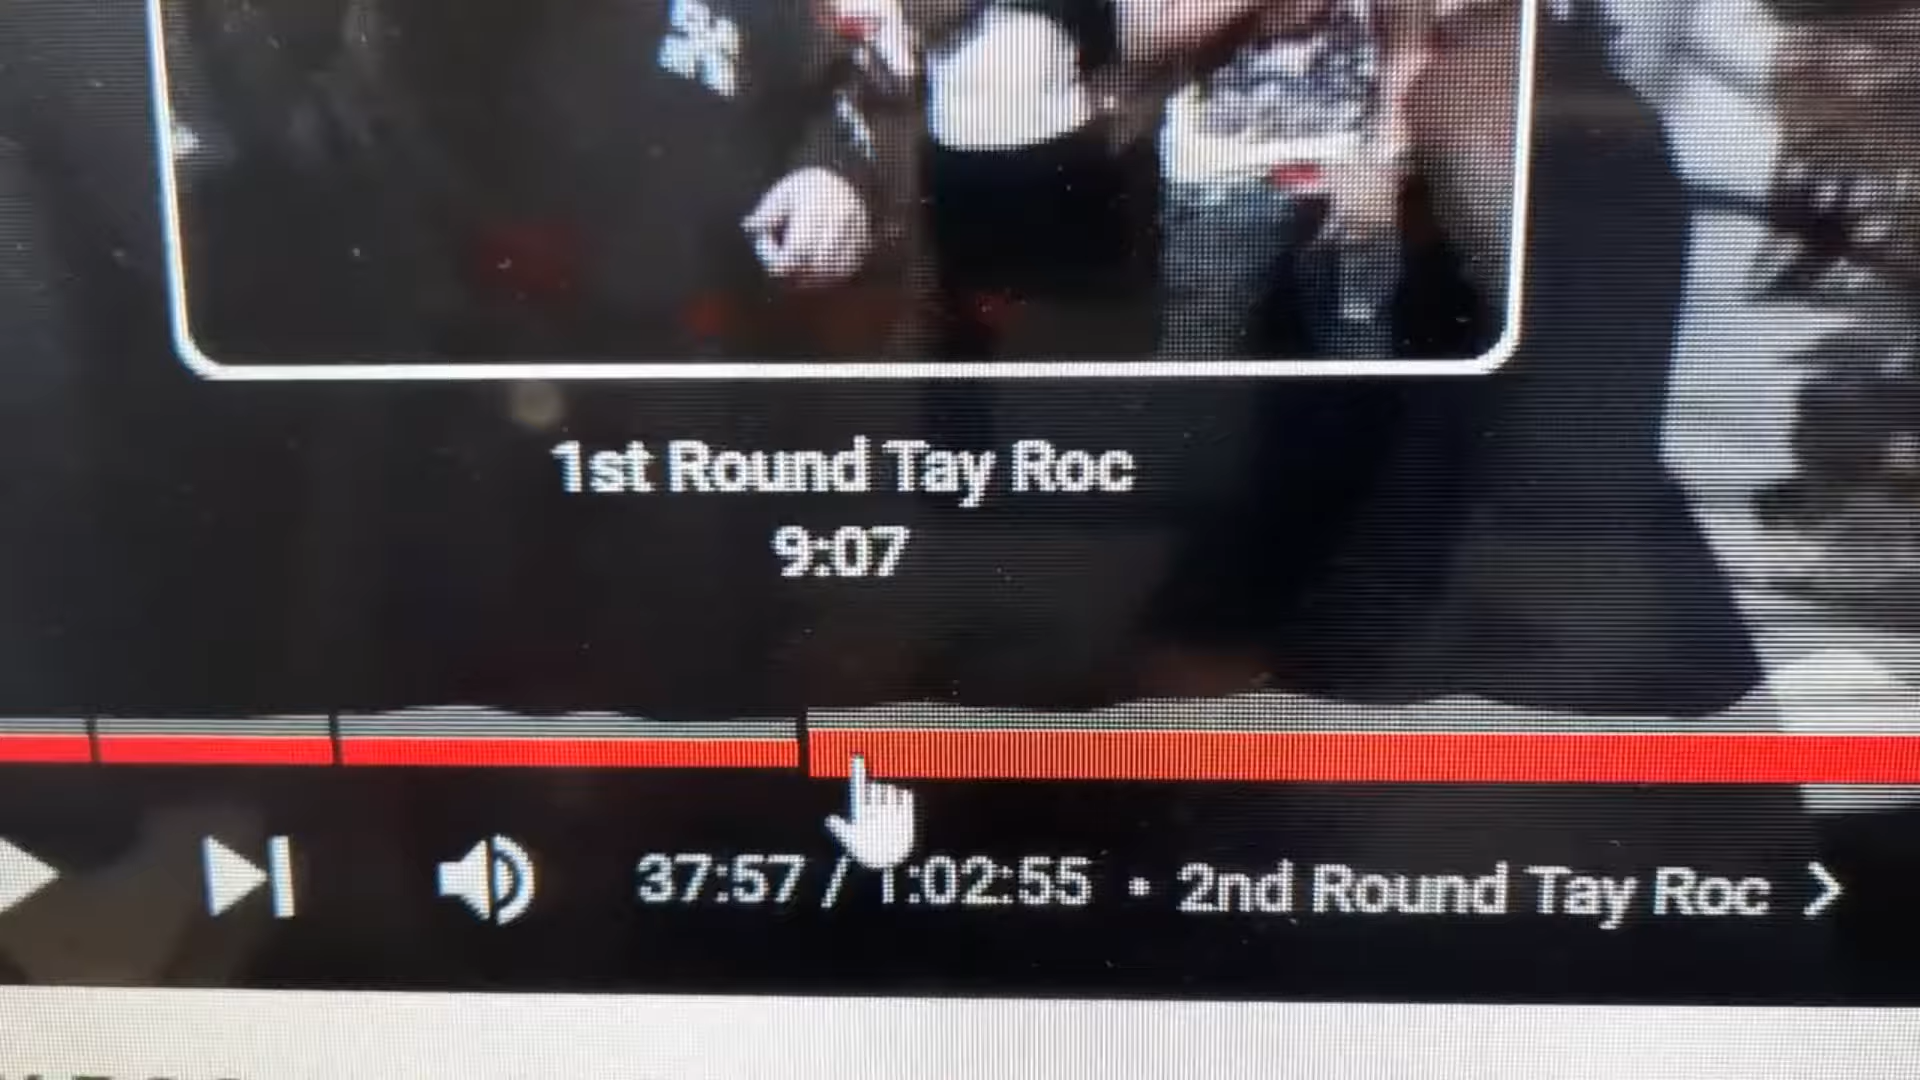 1st Round Tay Roc
9:07
37:57 / 1:02:55 • 2nd Round Tay Roc >